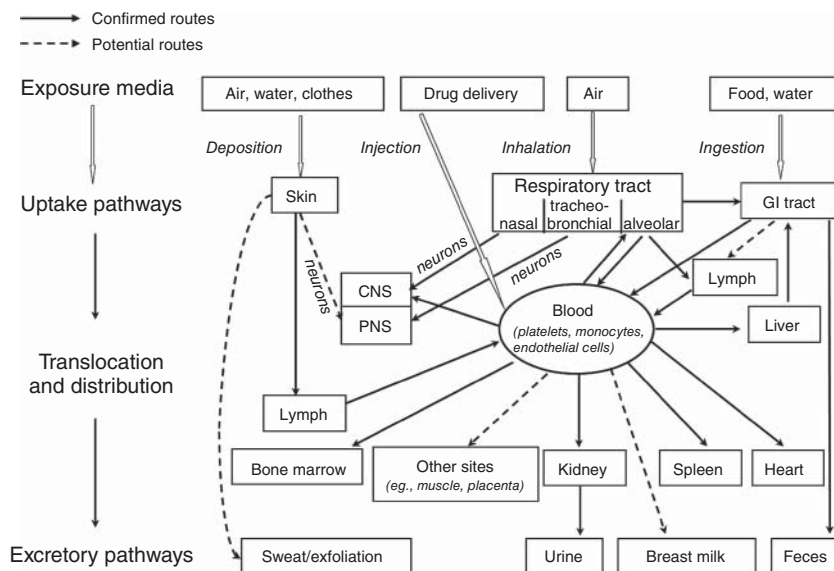 Confirmed routes
Potential routes
Exposure media
Air, water, clothes
Drug delivery
Air
Food, water
Deposition
Injection
Inhalation
Ingestion
Uptake pathways
Skin
Respiratory tract
nasal
tracheo-
bronchial
alveolar
GI tract
neurons
neurons
neurons
CNS
PNS
Lymph
Blood
(platelets, monocytes,
endothelial cells)
Liver
Translocation
and distribution
Lymph
Bone marrow
Other sites
(eg., muscle, placenta)
Kidney
Spleen
Heart
Excretory pathways
Sweat/exfoliation
Urine
Breast milk
Feces